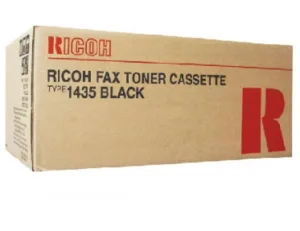 RICOH
RICOH FAX TONER CASSETTE
TYPE 1435 BLACK
R